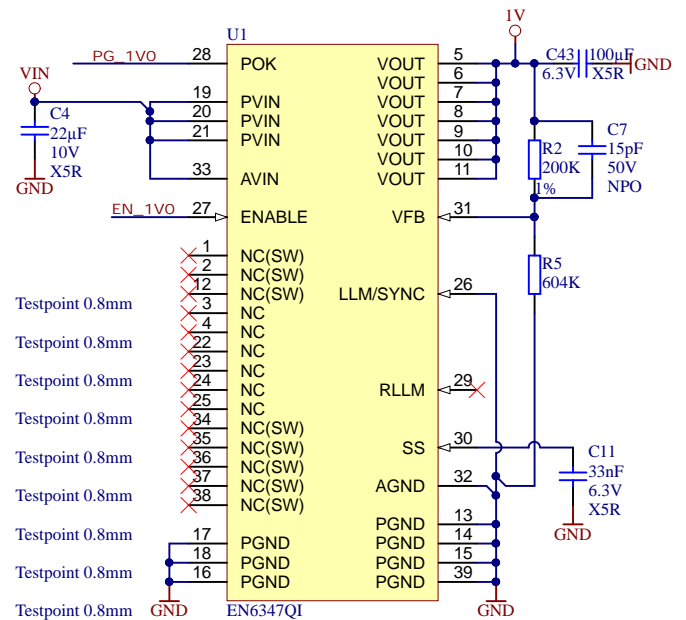 U1
1V
PG_1V0
28
POK
VOUT
5
C43
100µF
GND
6.3V
X5R
VOUT
6
VIN
19
PVIN
VOUT
7
20
PVIN
VOUT
8
21
PVIN
VOUT
9
VOUT
10
33
AVIN
VOUT
11
C4
22µF
10V
X5R
GND
R2
200K
1%
C7
15pF
50V
NPO
EN_1V0
27
ENABLE
VFB
31
R5
604K
1
NC(SW)
2
NC(SW)
12
NC(SW)
LLM/SYNC
26
Testpoint 0.8mm
3
NC
Testpoint 0.8mm
4
NC
22
NC
Testpoint 0.8mm
23
NC
24
NC
RLLM
29
Testpoint 0.8mm
25
NC
34
NC(SW)
Testpoint 0.8mm
35
NC(SW)
SS
30
36
NC(SW)
Testpoint 0.8mm
37
NC(SW)
AGND
32
38
NC(SW)
C11
33nF
6.3V
X5R
GND
Testpoint 0.8mm
PGND
13
17
PGND
PGND
14
Testpoint 0.8mm
18
PGND
PGND
15
16
PGND
PGND
39
Testpoint 0.8mm
GND
EN6347QI
GND